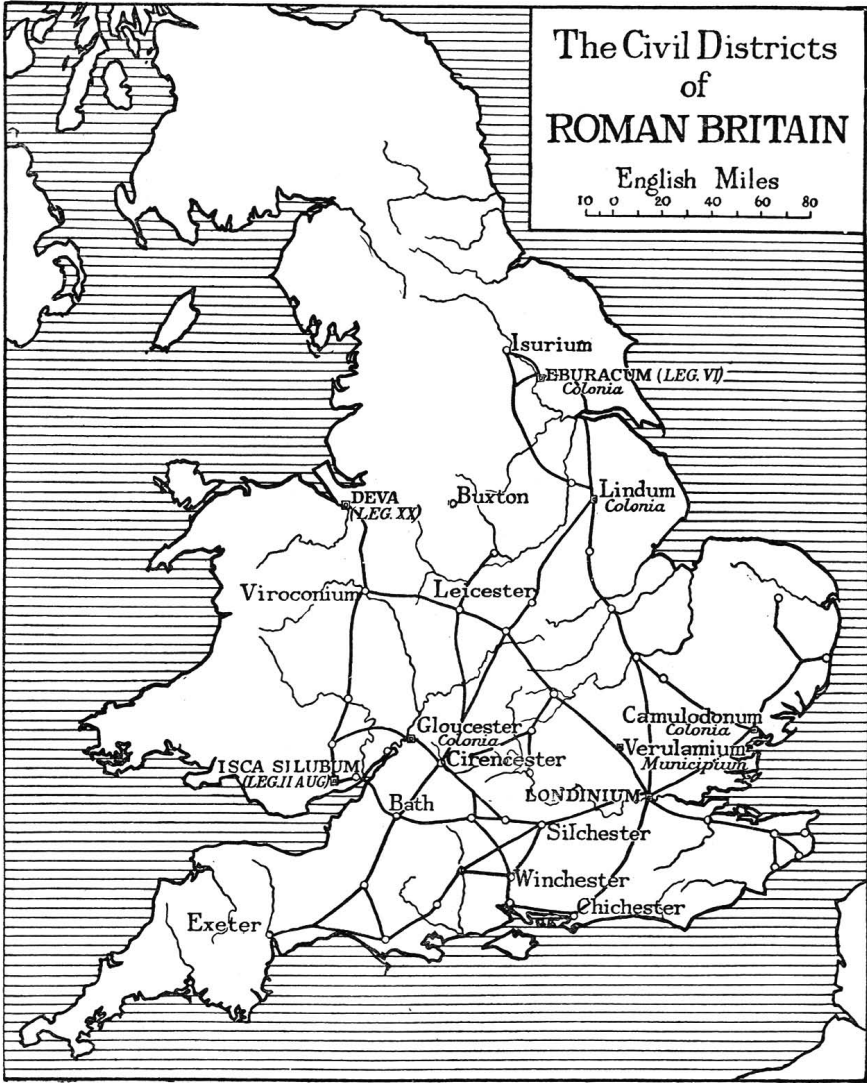 The Civil Districts
of
ROMAN BRITAIN
English Miles
10 0 20 40 60 80
Isurium
EBURACUM (LEG. VI)
Colonia
DEVA
(LEG. XX)
Buxton
Lindum
Colonia
Viroconium
Leicester
Gloucester
Colonia
Cirencester
Camulodonum
Colonia
Verulamium
Municipium
ISCA SILUBUM
(LEG. II AUG)
Bath
LONDINIUM
Silchester
Winchester
Chichester
Exeter